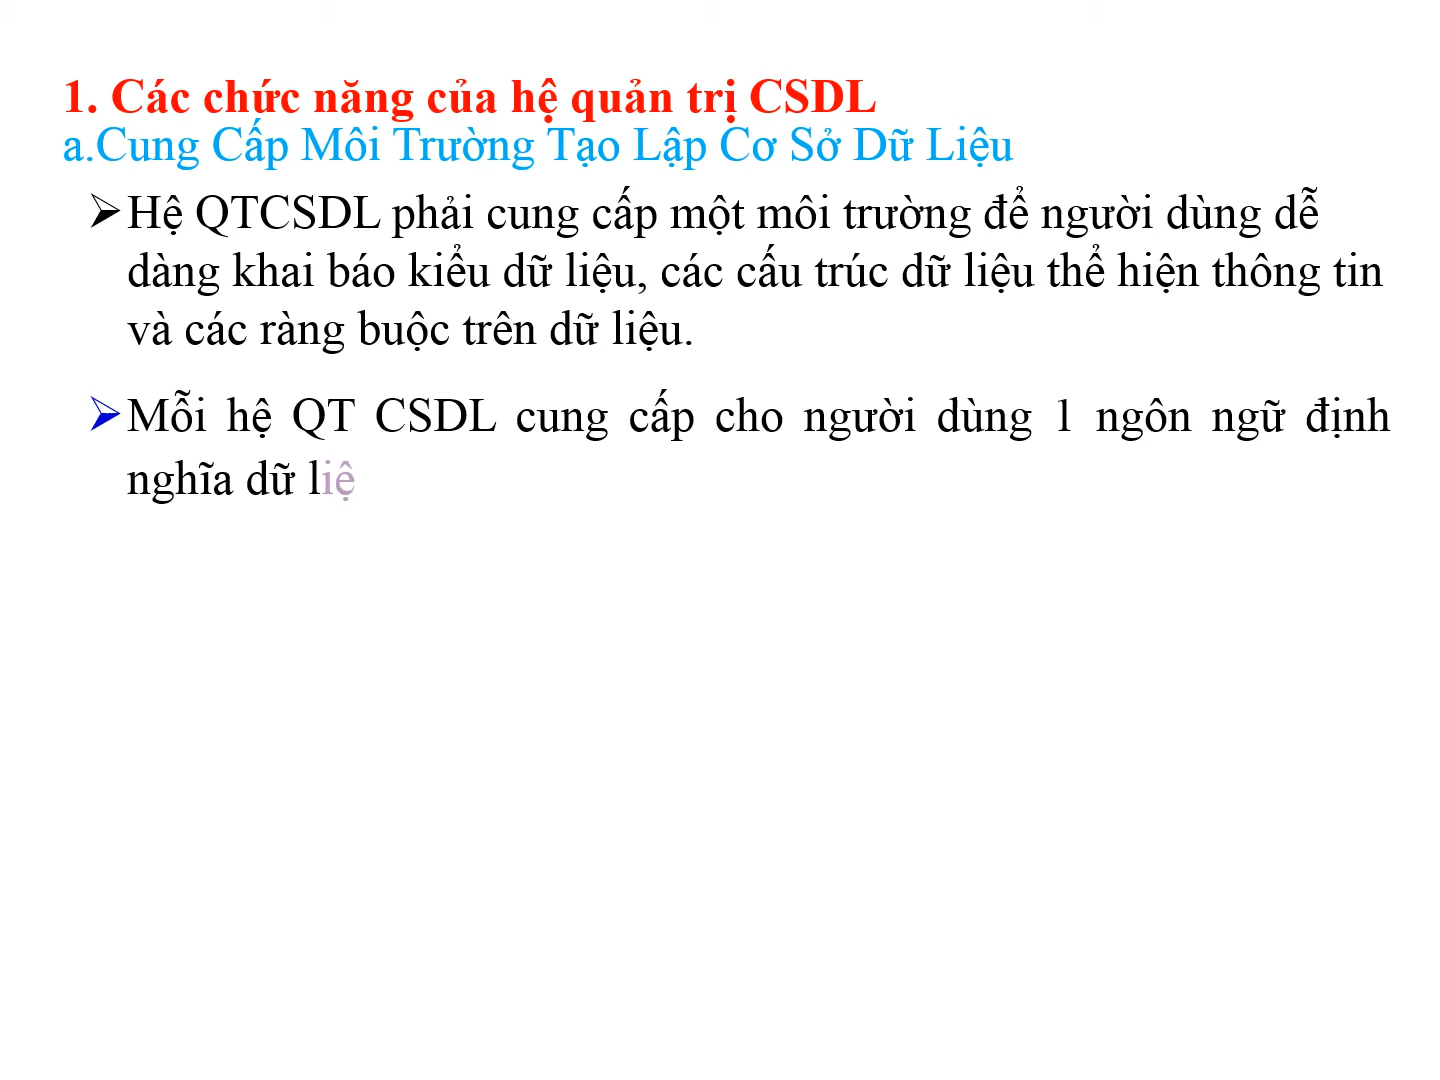 1. Các chức năng của hệ quản trị CSDL
a.Cung Cấp Môi Trường Tạo Lập Cơ Sở Dữ Liệu
➢Hệ QTCSDL phải cung cấp một môi trường để người dùng dễ
dàng khai báo kiểu dữ liệu, các cấu trúc dữ liệu thể hiện thông tin
và các ràng buộc trên dữ liệu.
➢Mỗi hệ QT CSDL cung cấp cho người dùng 1 ngôn ngữ định
nghĩa dữ liệ